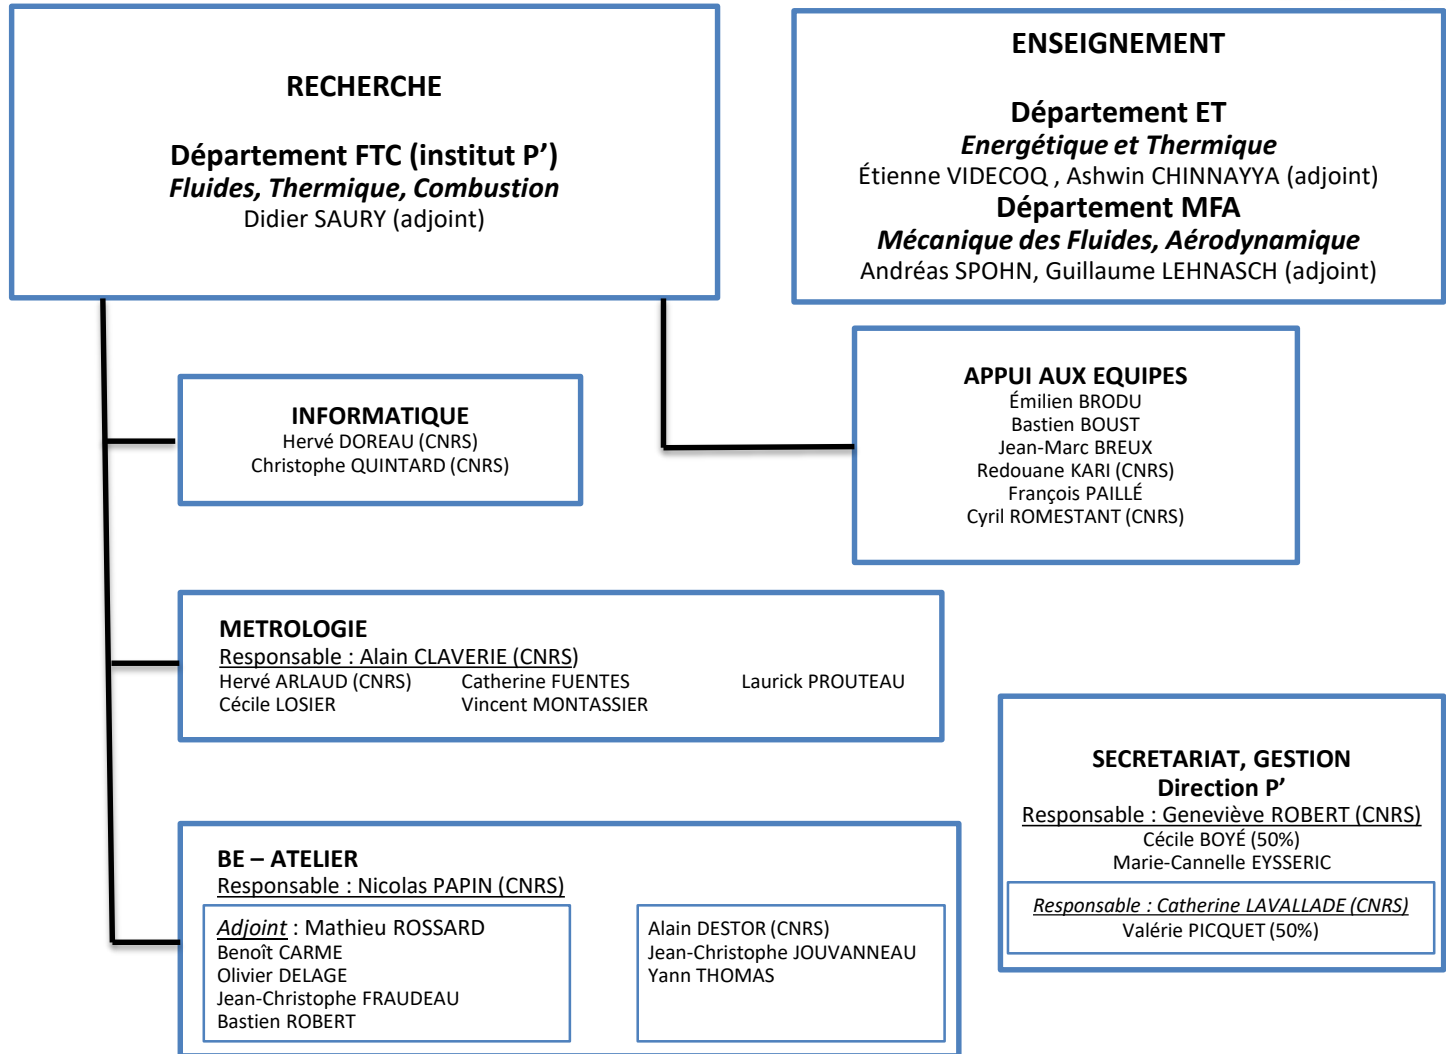 RECHERCHE
Département FTC (institut P’)
Fluides, Thermique, Combustion
Didier SAURY (adjoint)
ENSEIGNEMENT
Département ET
Energétique et Thermique
Étienne VIDECOQ , Ashwin CHINNAYYA (adjoint)
Département MFA
Mécanique des Fluides, Aérodynamique
Andréas SPOHN, Guillaume LEHNASCH (adjoint)
INFORMATIQUE
Hervé DOREAU (CNRS)
Christophe QUINTARD (CNRS)
APPUI AUX EQUIPES
Émilien BRODU
Bastien BOUST
Jean-Marc BREUX
Redouane KARI (CNRS)
François PAILLÉ
Cyril ROMESTANT (CNRS)
METROLOGIE
Responsable : Alain CLAVERIE (CNRS)
Hervé ARLAUD (CNRS) Catherine FUENTES Laurick PROUTEAU
Cécile LOSIER Vincent MONTASSIER
BE – ATELIER
Responsable : Nicolas PAPIN (CNRS)
Adjoint : Mathieu ROSSARD
Benoît CARME
Olivier DELAGE
Jean-Christophe FRAUDEAU
Bastien ROBERT
Alain DESTOR (CNRS)
Jean-Christophe JOUVANNEAU
Yann THOMAS
SECRETARIAT, GESTION
Direction P’
Responsable : Geneviève ROBERT (CNRS)
Cécile BOYÉ (50%)
Marie-Cannelle EYSSERIC
Responsable : Catherine LAVALLADE (CNRS)
Valérie PICQUET (50%)